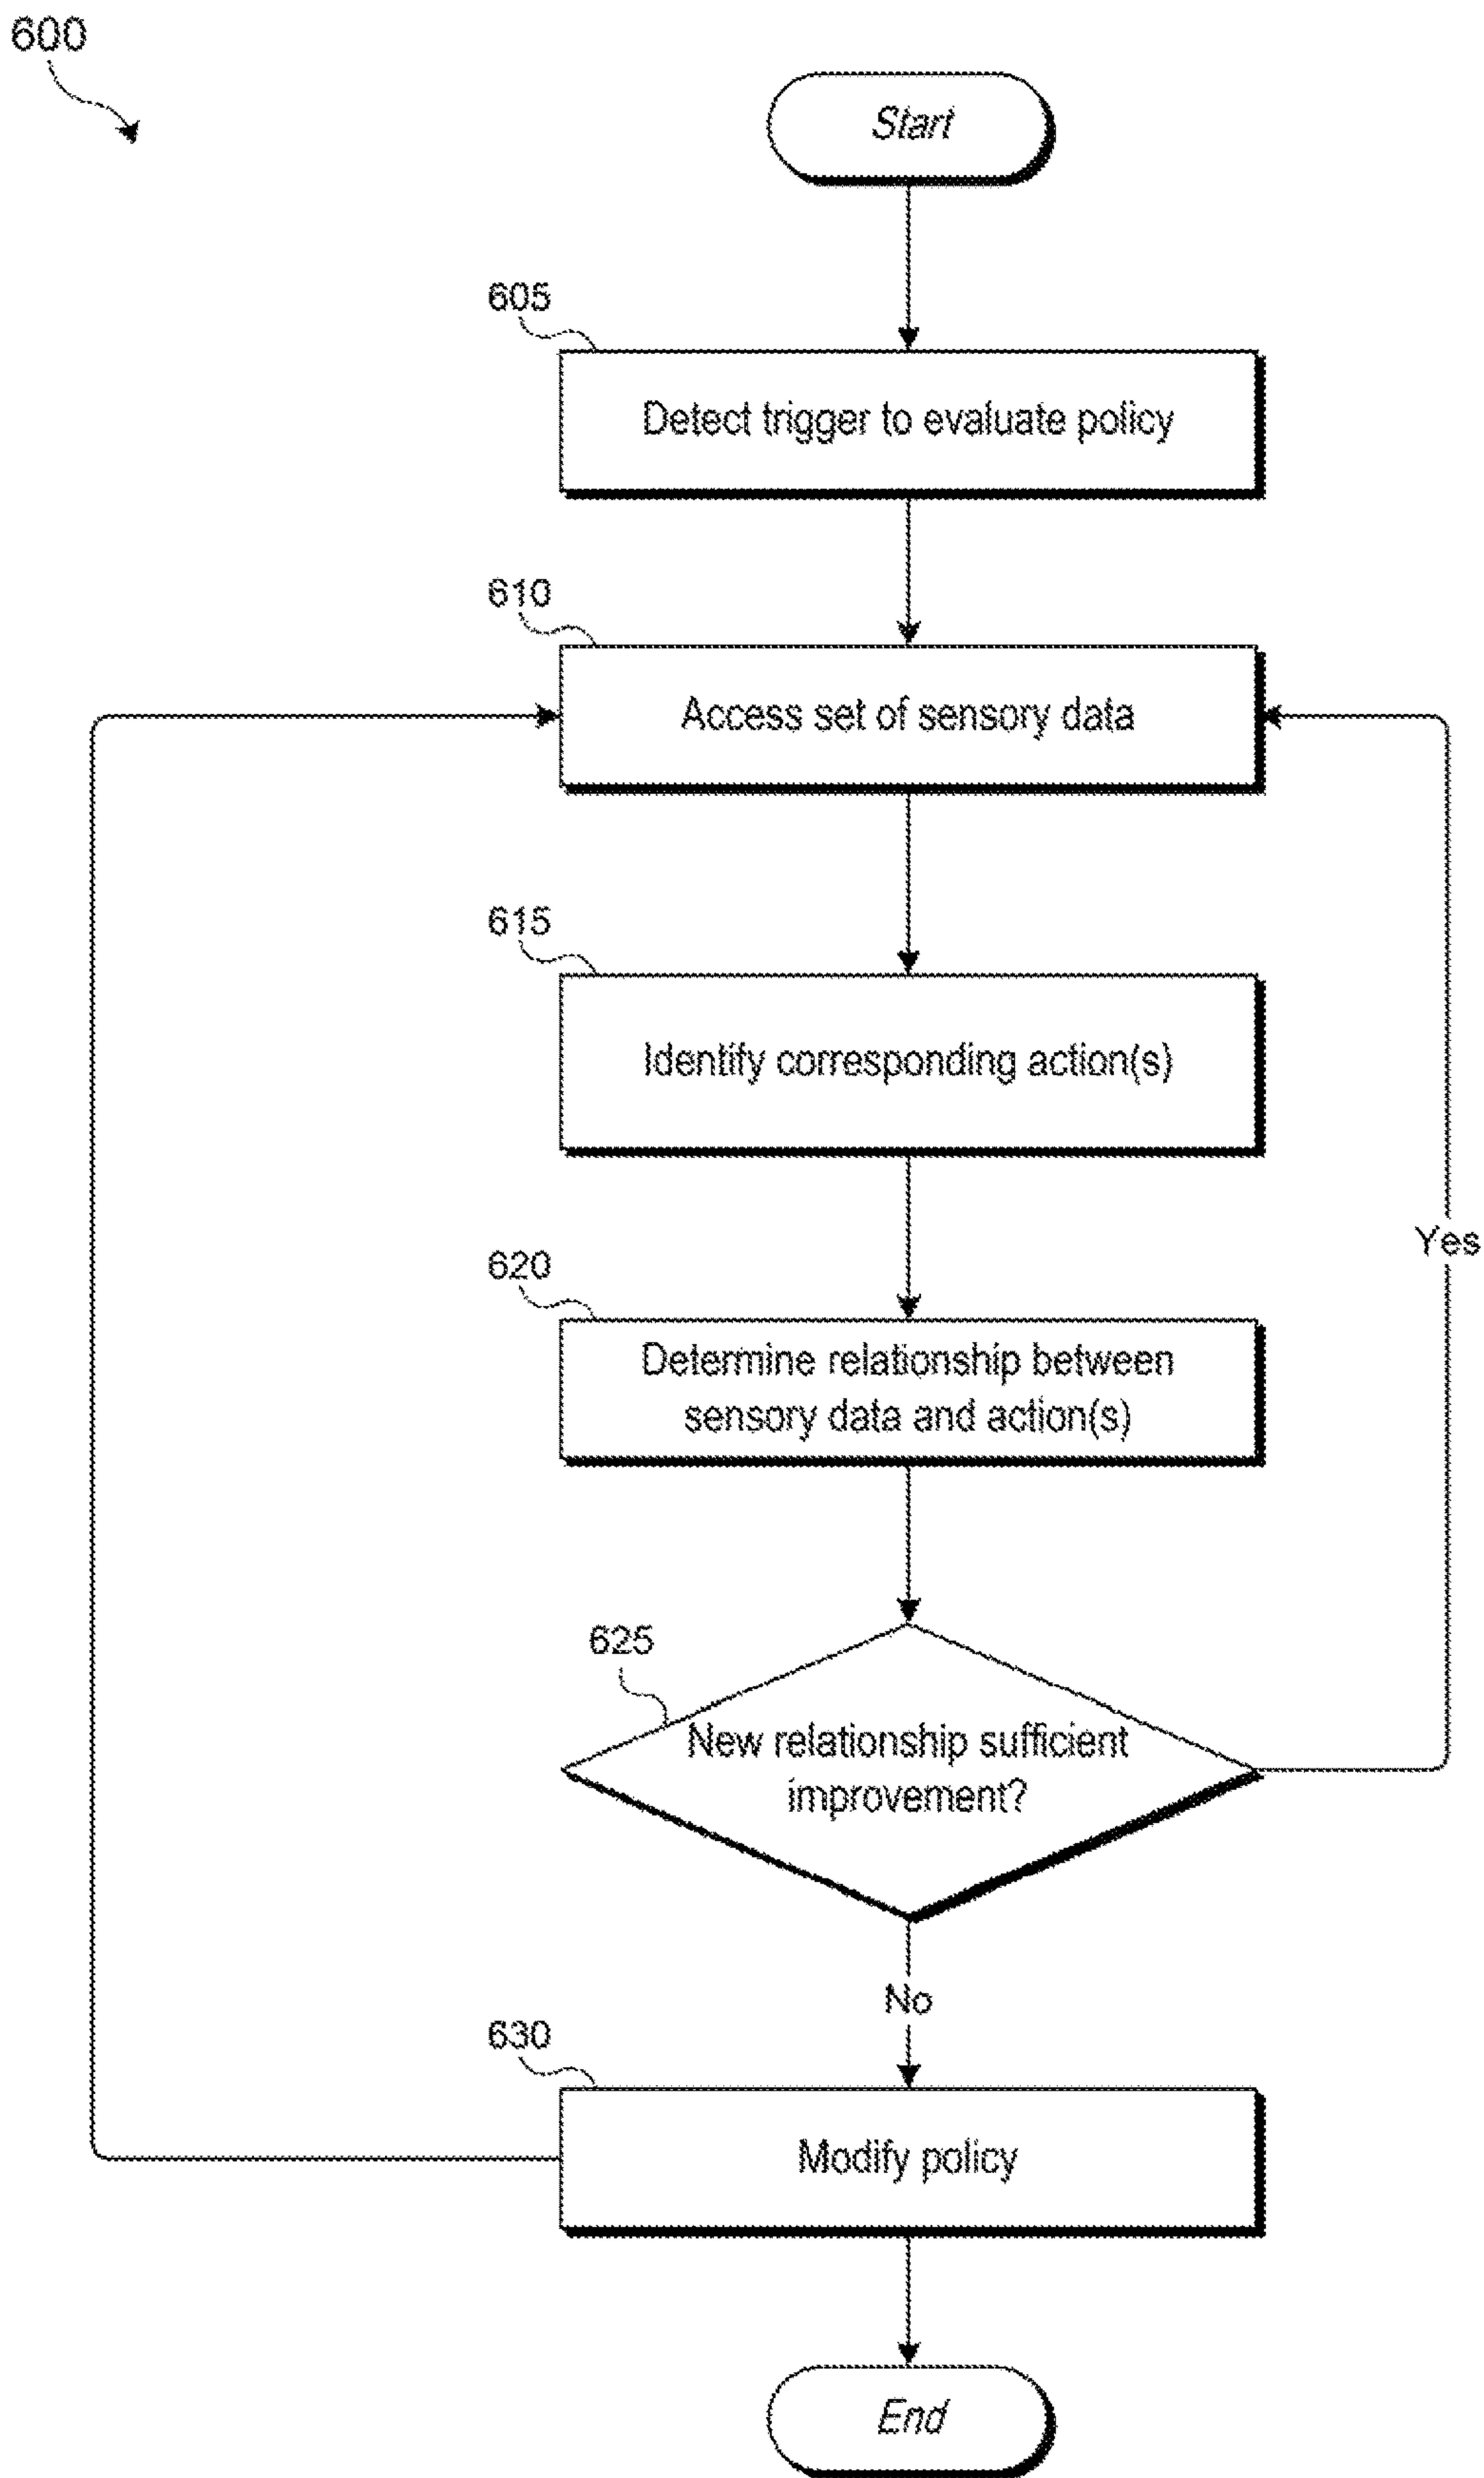 600
Start
605
Detect trigger to evaluate policy
610
Access set of sensory data
615
Identify corresponding action(s)
Yes
620
Determine relationship between
sensory data and action(s)
625
New relationship sufficient
improvement?
No
630
Modify policy
End